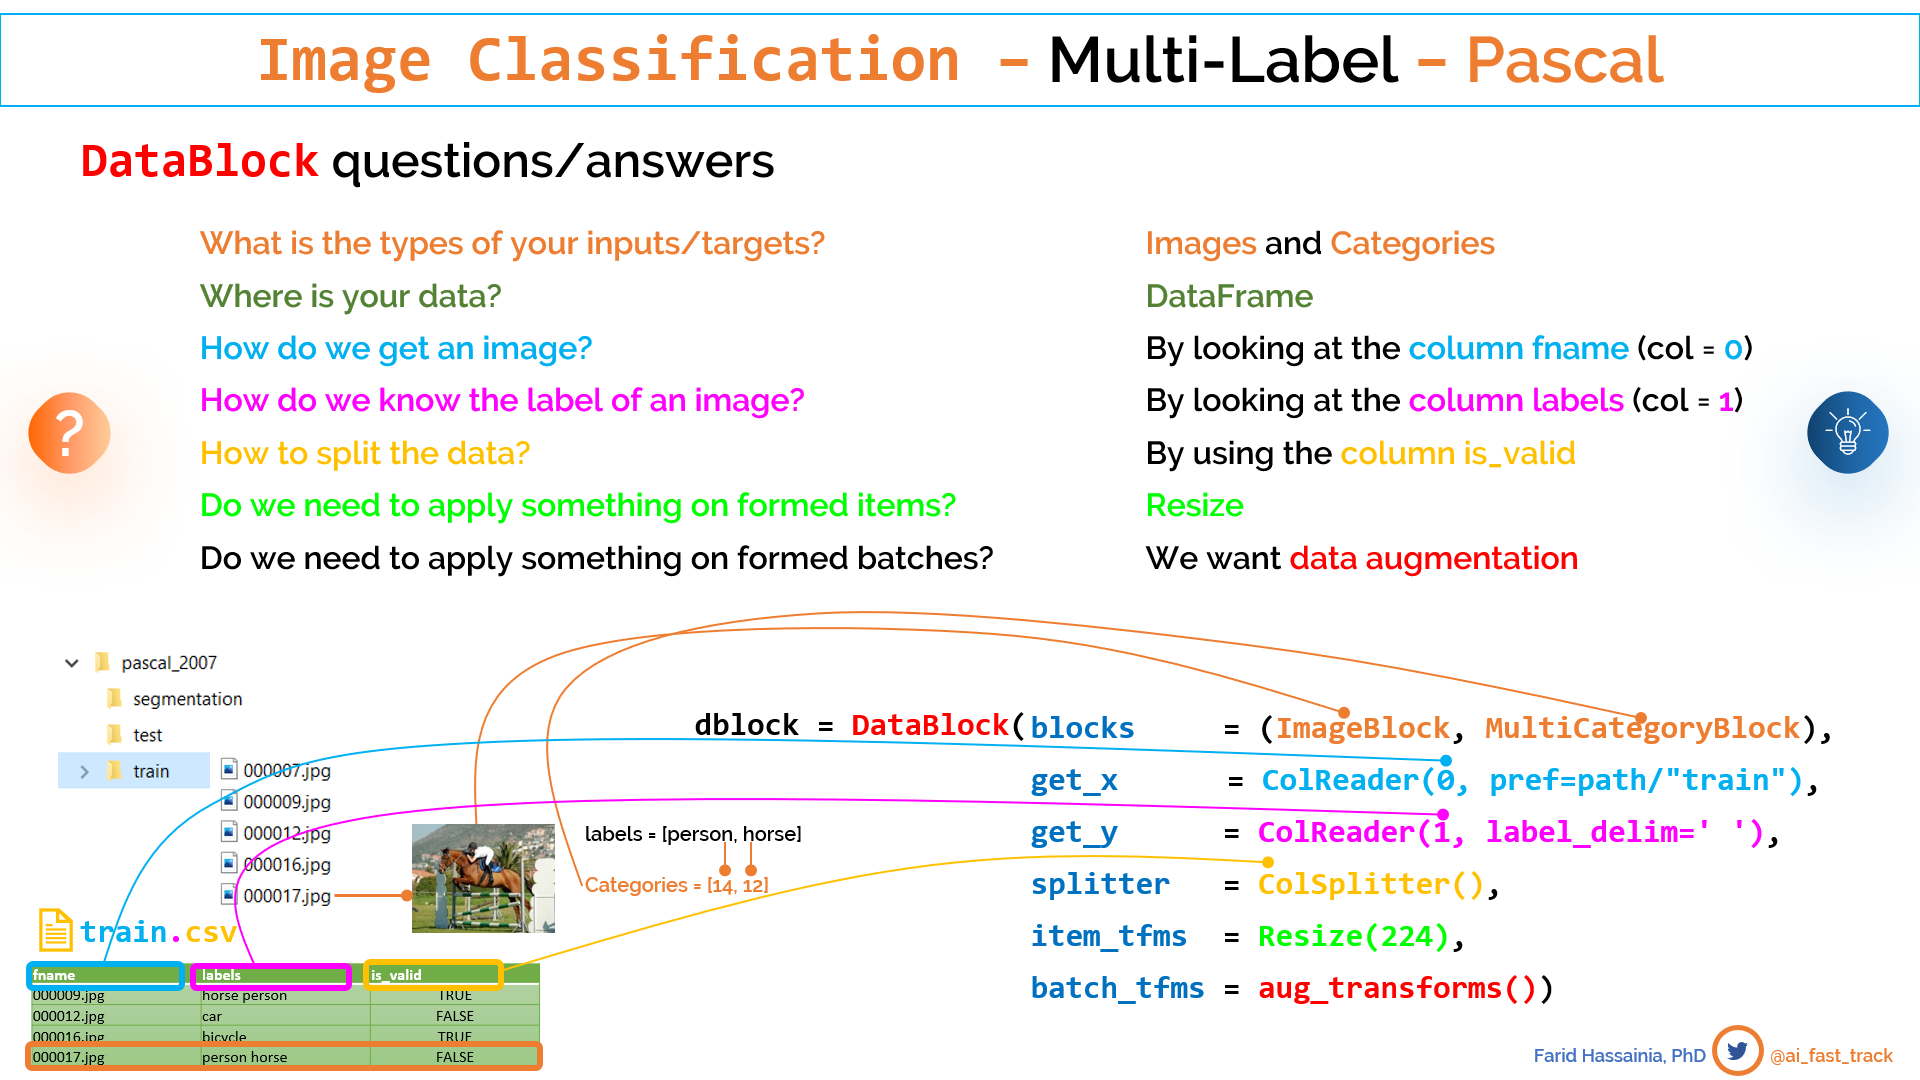 Image Classification – Multi-Label – Pascal
DataBlock questions/answers
What is the types of your inputs/targets?
Images and Categories
Where is your data?
DataFrame
How do we get an image?
By looking at the column fname (col = 0)
How do we know the label of an image?
By looking at the column labels (col = 1)
How to split the data?
By using the column is_valid
Do we need to apply something on formed items?
Resize
Do we need to apply something on formed batches?
We want data augmentation
?
pascal_2007
segmentation
test
train
000007.jpg
000009.jpg
000012.jpg
000016.jpg
000017.jpg
labels = [person, horse]
Categories = [14, 12]
train.csv
fname labels is_valid
000009.jpg horse person TRUE
000012.jpg car FALSE
000016.jpg bicycle TRUE
000017.jpg person horse FALSE
dblock = DataBlock(blocks = (ImageBlock, MultiCategoryBlock),
get_x = ColReader(0, pref=path/"train"),
get_y = ColReader(1, label_delim=' '),
splitter = ColSplitter(),
item_tfms = Resize(224),
batch_tfms = aug_transforms())
Farid Hassainia, PhD @ai_fast_track